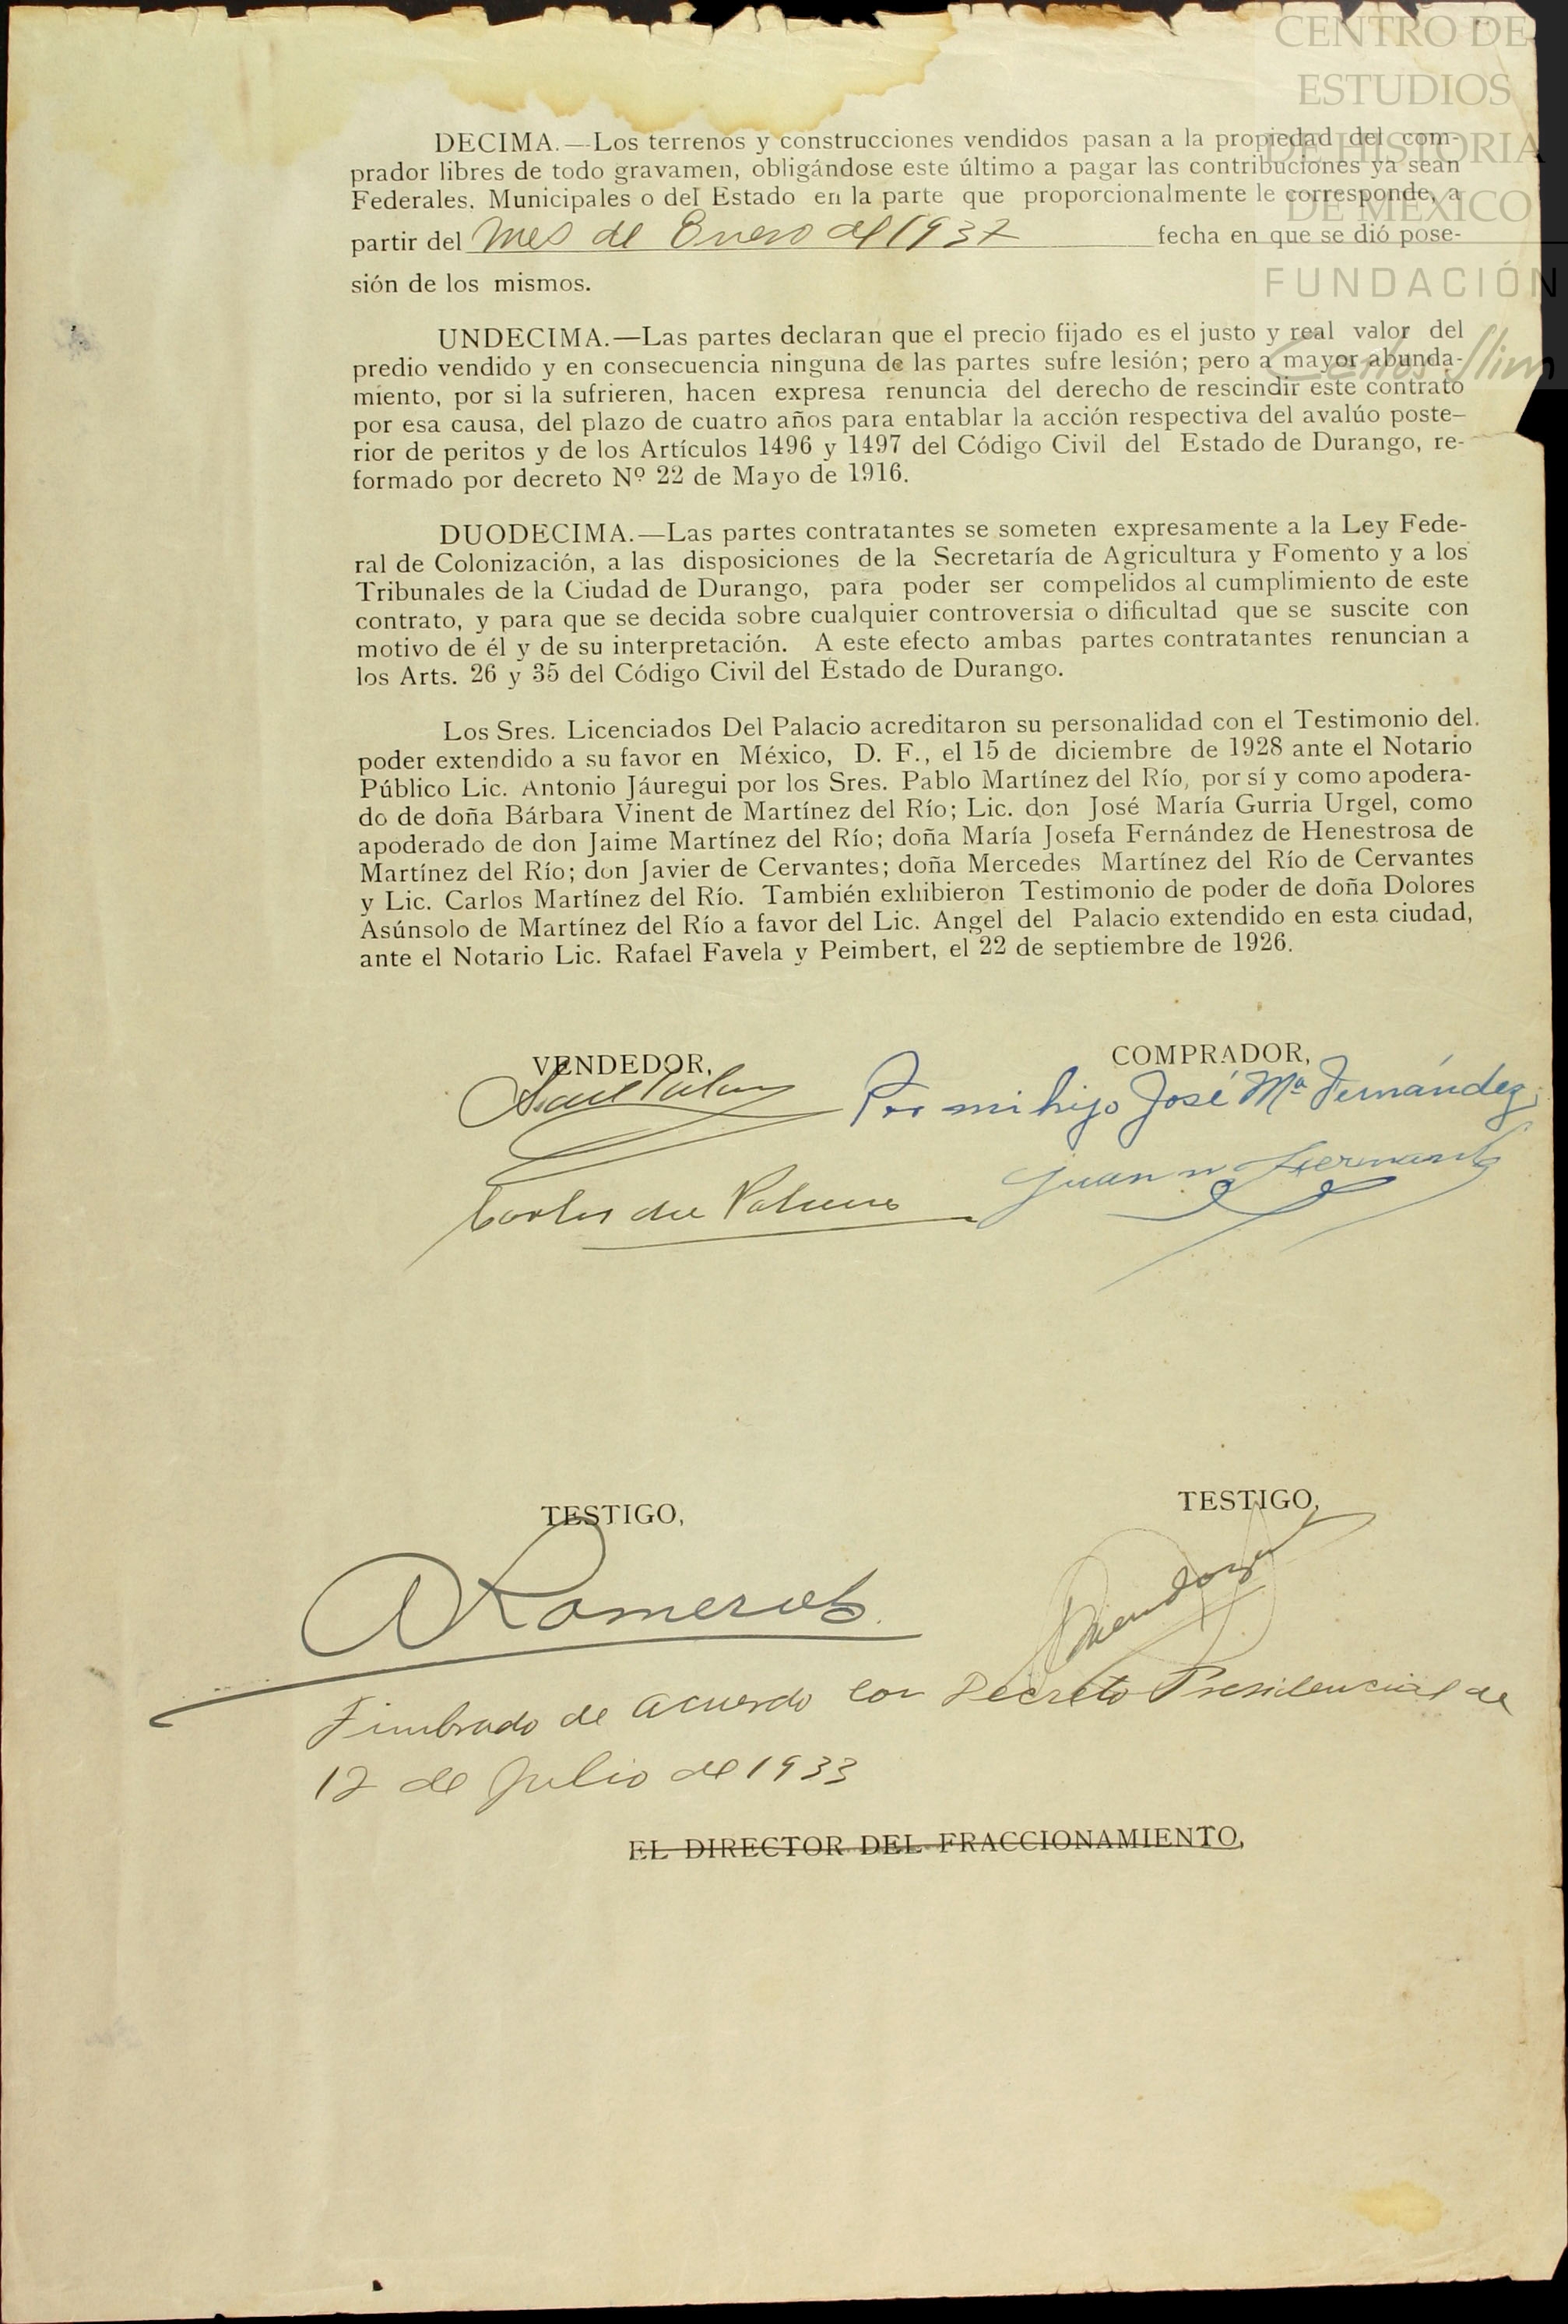 CENTRO DE
ESTUDIOS
DE HISTORIA
DE MÉXICO
FUNDACIÓN
Carlos Slim
DECIMA.—Los terrenos y construcciones vendidos pasan a la propiedad del com-
prador libres de todo gravamen, obligándose este último a pagar las contribuciones ya sean
Federales, Municipales o del Estado en la parte que proporcionalmente le corresponde, a
partir del mes de Enero del 1937 fecha en que se dió pose-
sión de los mismos.
UNDECIMA.—Las partes declaran que el precio fijado es el justo y real valor del
predio vendido y en consecuencia ninguna de las partes sufre lesión; pero a mayor abunda-
miento, por si la sufrieren, hacen expresa renuncia del derecho de rescindir este contrato
por esa causa, del plazo de cuatro años para entablar la acción respectiva del avalúo poste-
rior de peritos y de los Artículos 1496 y 1497 del Código Civil del Estado de Durango, re-
formado por decreto Nº 22 de Mayo de 1916.
DUODECIMA.—Las partes contratantes se someten expresamente a la Ley Fede-
ral de Colonización, a las disposiciones de la Secretaría de Agricultura y Fomento y a los
Tribunales de la Ciudad de Durango, para poder ser compelidos al cumplimiento de este
contrato, y para que se decida sobre cualquier controversia o dificultad que se suscite con
motivo de él y de su interpretación. A este efecto ambas partes contratantes renuncian a
los Arts. 26 y 35 del Código Civil del Estado de Durango.
Los Sres. Licenciados Del Palacio acreditaron su personalidad con el Testimonio del
poder extendido a su favor en México, D. F., el 15 de diciembre de 1928 ante el Notario
Público Lic. Antonio Jáuregui por los Sres. Pablo Martínez del Río, por sí y como apodera-
do de doña Bárbara Vinent de Martínez del Río; Lic. don José María Gurria Urgel, como
apoderado de don Jaime Martínez del Río; doña María Josefa Fernández de Henestrosa de
Martínez del Río; don Javier de Cervantes; doña Mercedes Martínez del Río de Cervantes
y Lic. Carlos Martínez del Río. También exhibieron Testimonio de poder de doña Dolores
Asúnsolo de Martínez del Río a favor del Lic. Angel del Palacio extendido en esta ciudad,
ante el Notario Lic. Rafael Favela y Peimbert, el 22 de septiembre de 1926.
VENDEDOR,
COMPRADOR,
Por mi hijo José Mª Fernández,
Carlos del Palacio
Juan Fernández
TESTIGO,
TESTIGO,
Timbrado de acuerdo con Decreto Presidencial de
12 de Julio de 1933
EL DIRECTOR DEL FRACCIONAMIENTO,